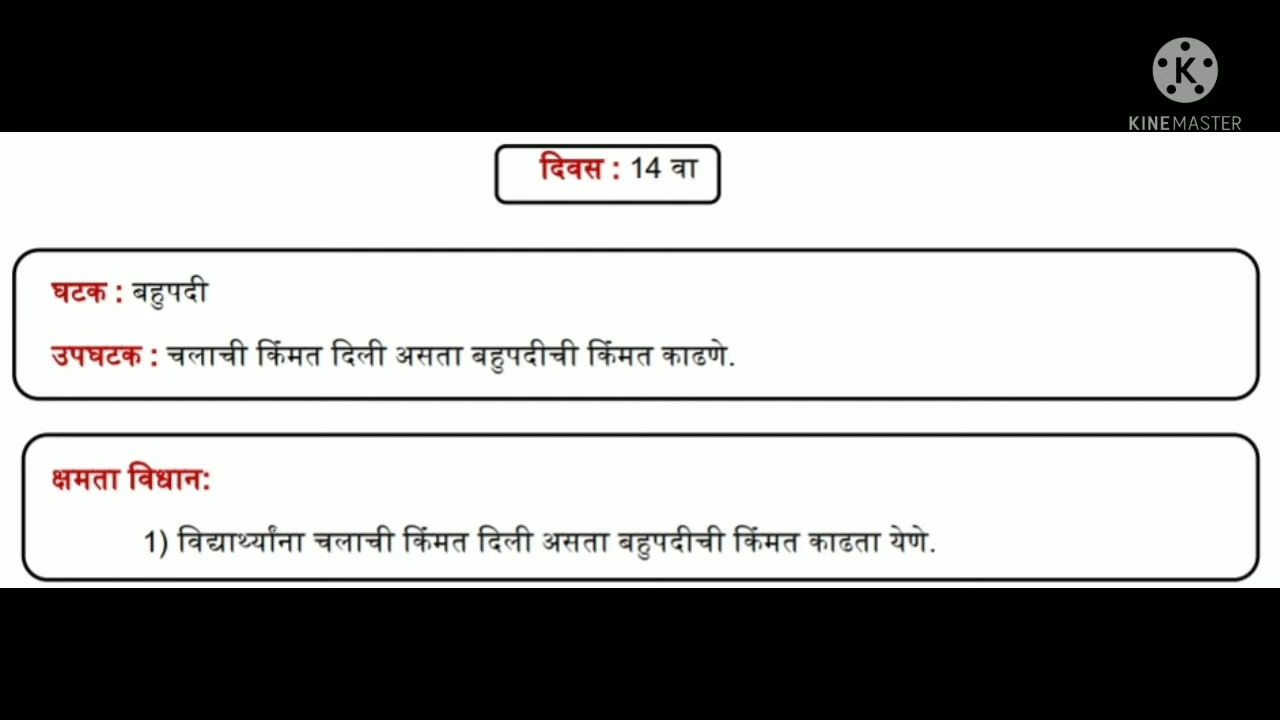 KINEMASTER
दिवस : 14 वा
घटक : बहुपदी
उपघटक : चलाची किंमत दिली असता बहुपदीची किंमत काढणे.
क्षमता विधान:
1) विद्यार्थ्यांना चलाची किंमत दिली असता बहुपदीची किंमत काढता येणे.